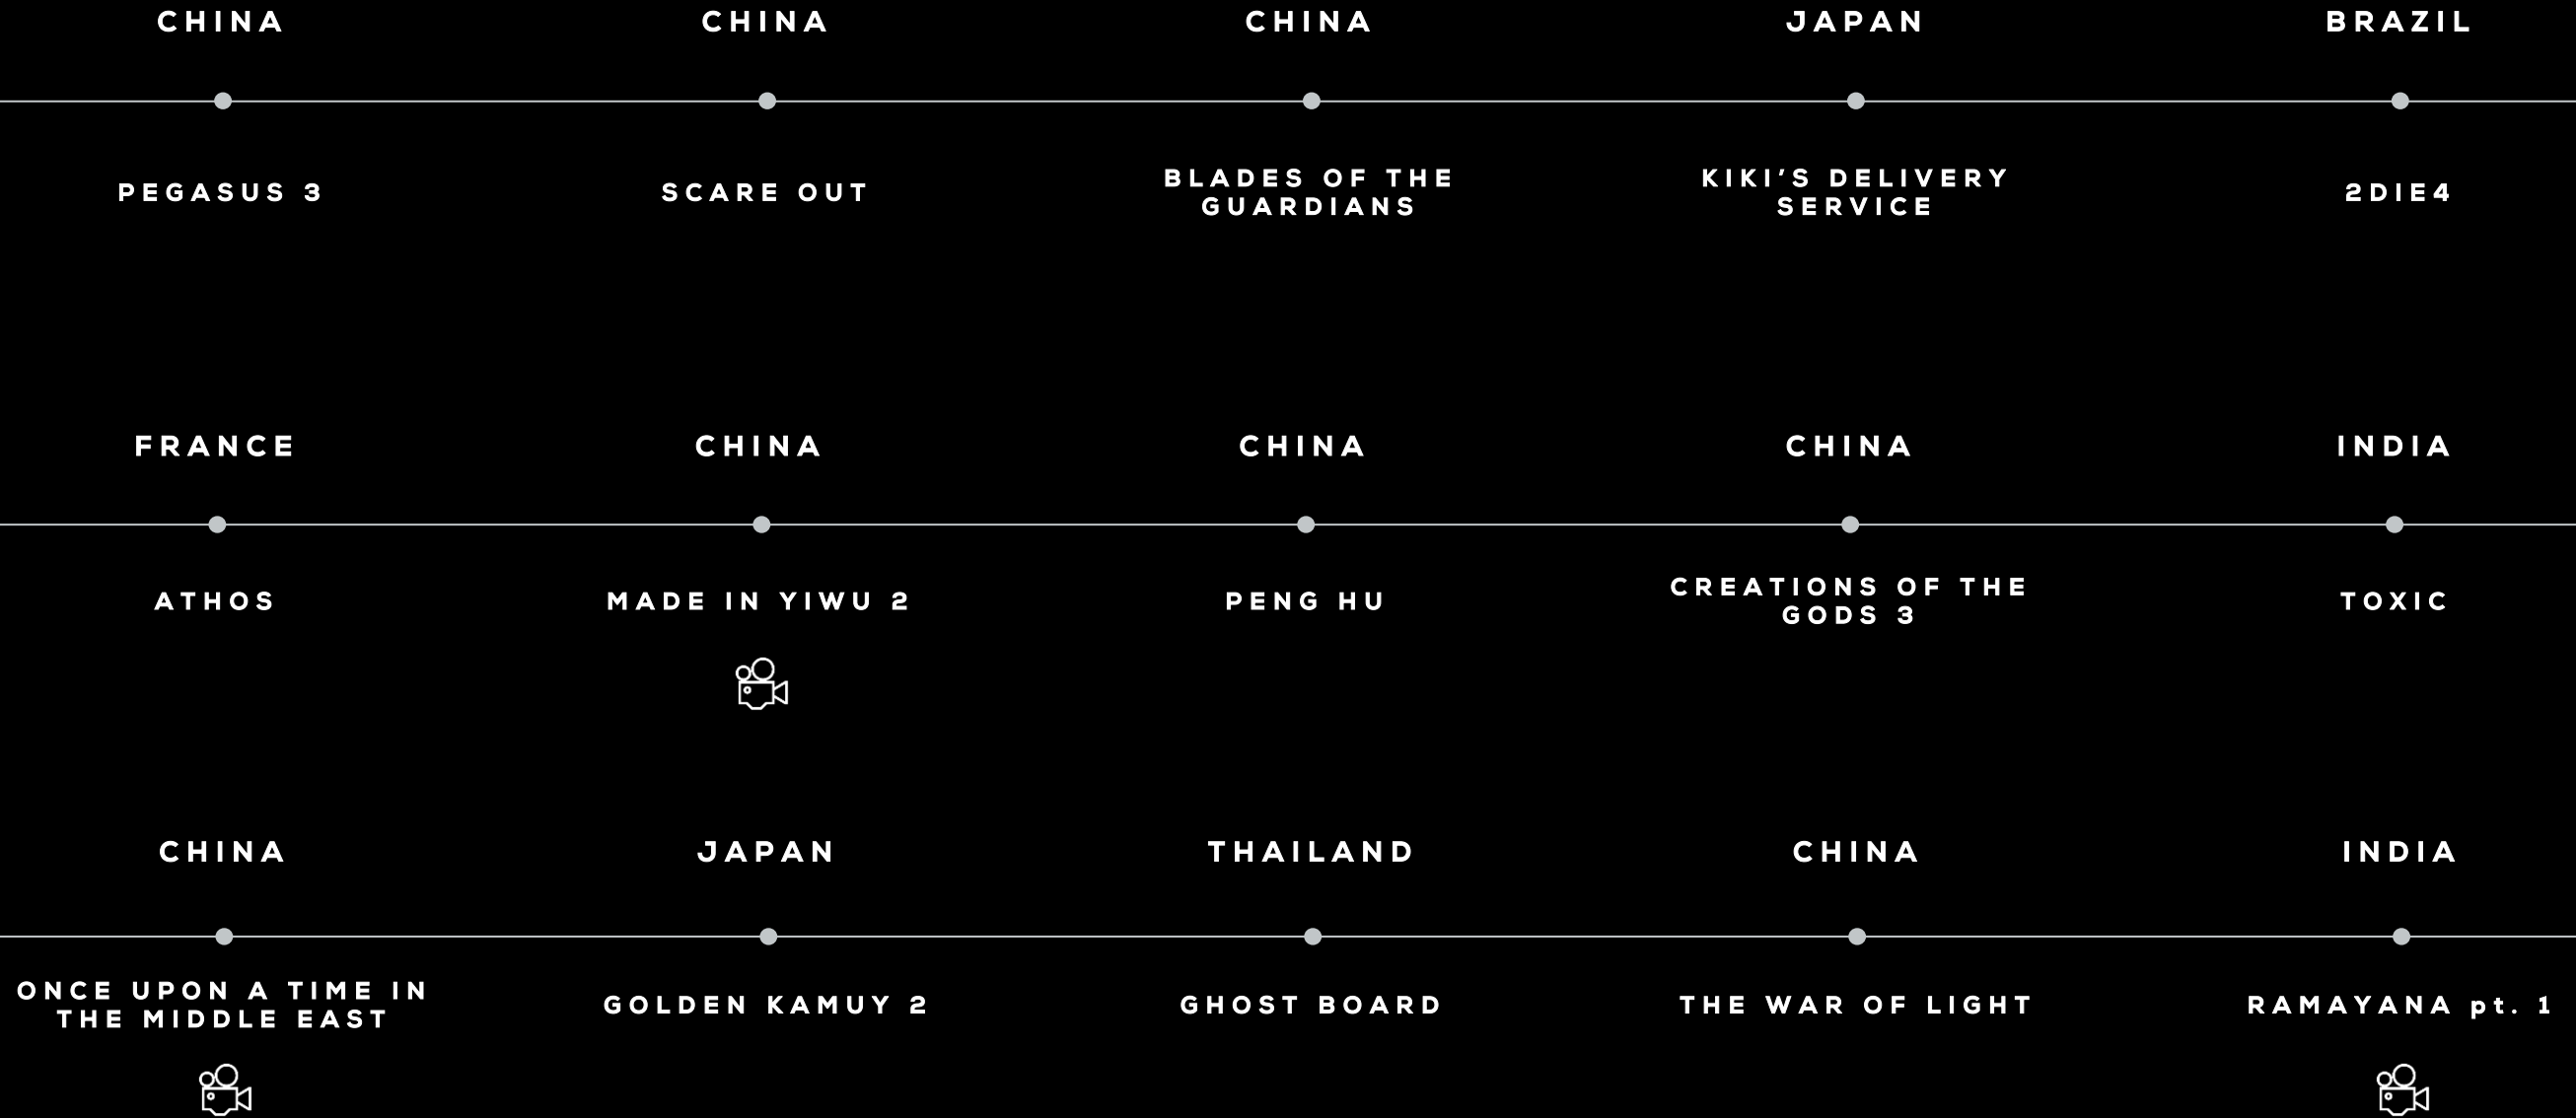 CHINA CHINA CHINA JAPAN BRAZIL
PEGASUS 3 SCARE OUT BLADES OF THE GUARDIANS KIKI'S DELIVERY SERVICE 2DIE4
FRANCE CHINA CHINA CHINA INDIA
ATHOS MADE IN YIWU 2 PENG HU CREATIONS OF THE GODS 3 TOXIC
CHINA JAPAN THAILAND CHINA INDIA
ONCE UPON A TIME IN THE MIDDLE EAST GOLDEN KAMUY 2 GHOST BOARD THE WAR OF LIGHT RAMAYANA pt. 1